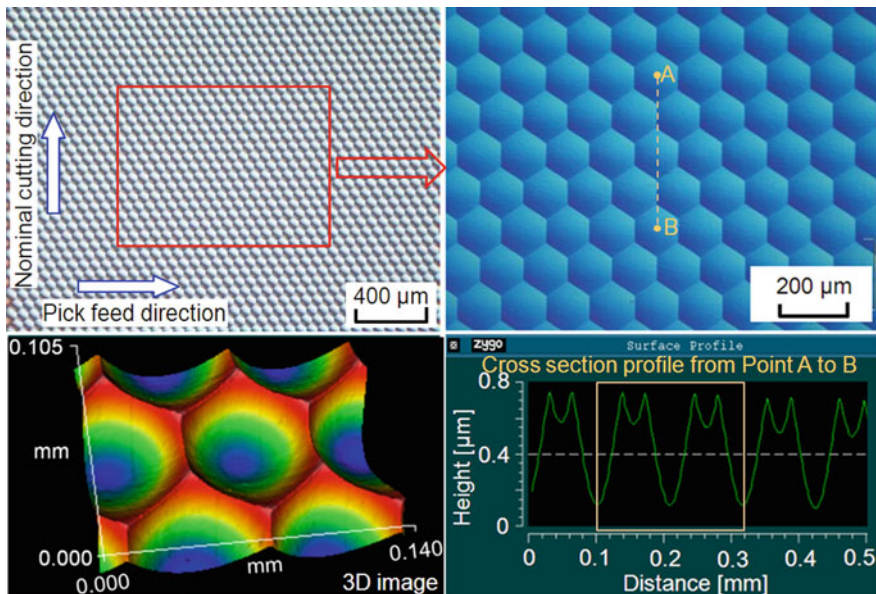 Nominal cutting direction
Pick feed direction
400 µm
A
B
200 µm
0.105
mm
0.000
0.000
mm
0.140
3D image
zygo
Surface Profile
Cross section profile from Point A to B
Height [µm]
0.8
0.4
0
0
0.1
0.2
0.3
0.4
0.5
Distance [mm]